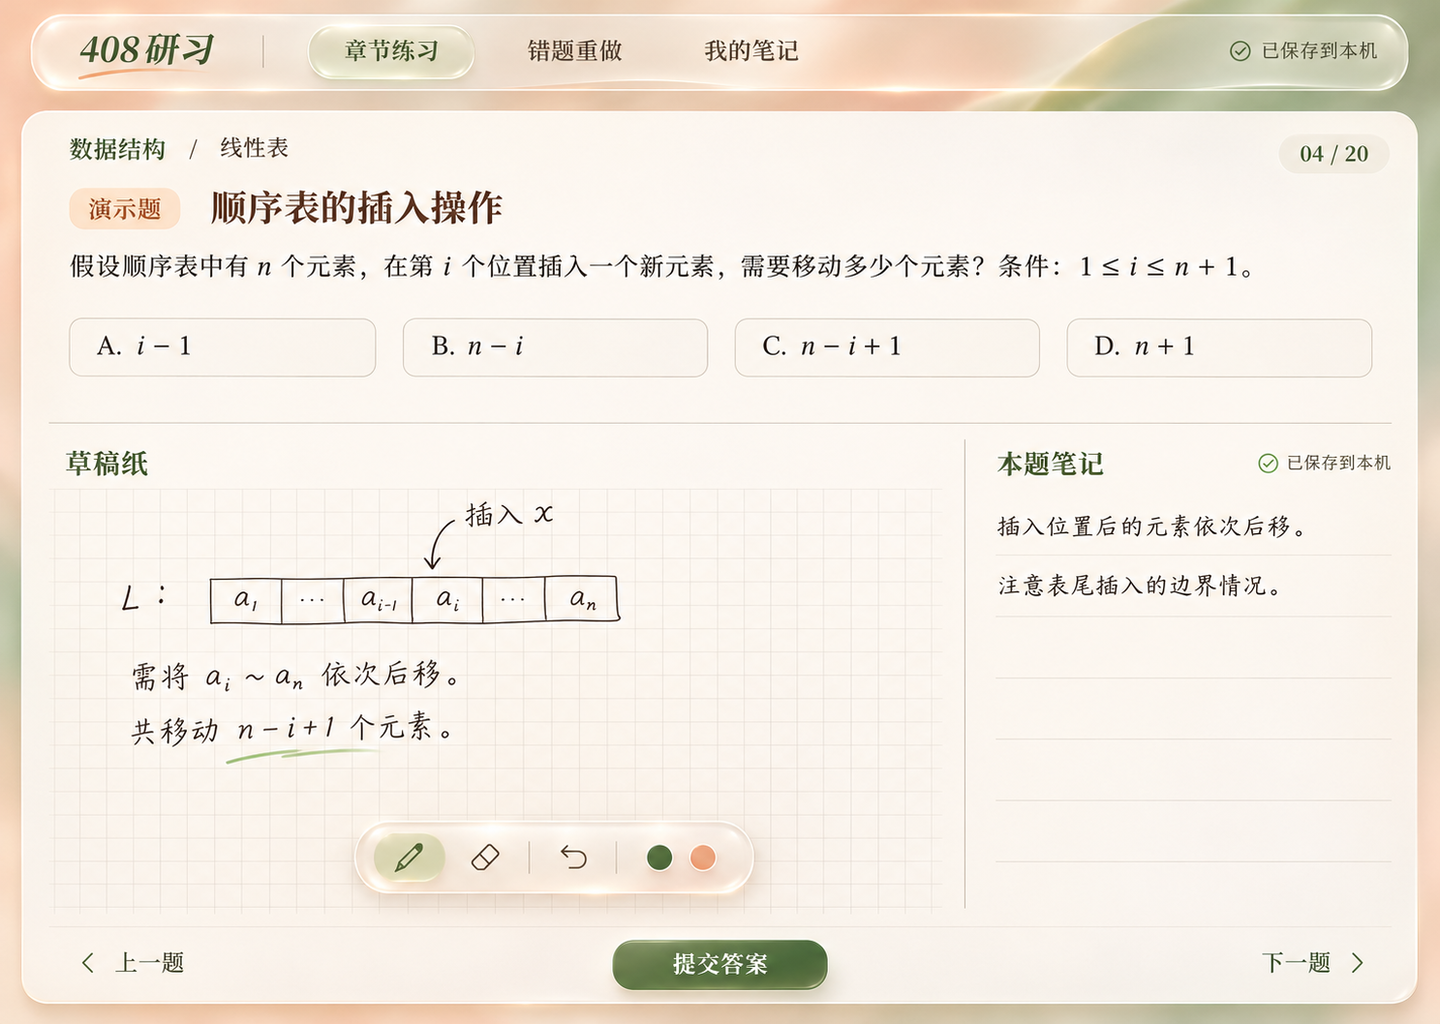 408研习
章节练习
错题重做
我的笔记
已保存到本机
数据结构 / 线性表
04 / 20
演示题
顺序表的插入操作
假设顺序表中有 n 个元素，在第 i 个位置插入一个新元素，需要移动多少个元素？条件：1 ≤ i ≤ n + 1。
A. i − 1
B. n − i
C. n − i + 1
D. n + 1
草稿纸
插入 x
L： a₁ ··· aᵢ₋₁ aᵢ ··· aₙ
需将 aᵢ ~ aₙ 依次后移。
共移动 n − i + 1 个元素。
本题笔记
已保存到本机
插入位置后的元素依次后移。
注意表尾插入的边界情况。
上一题
提交答案
下一题